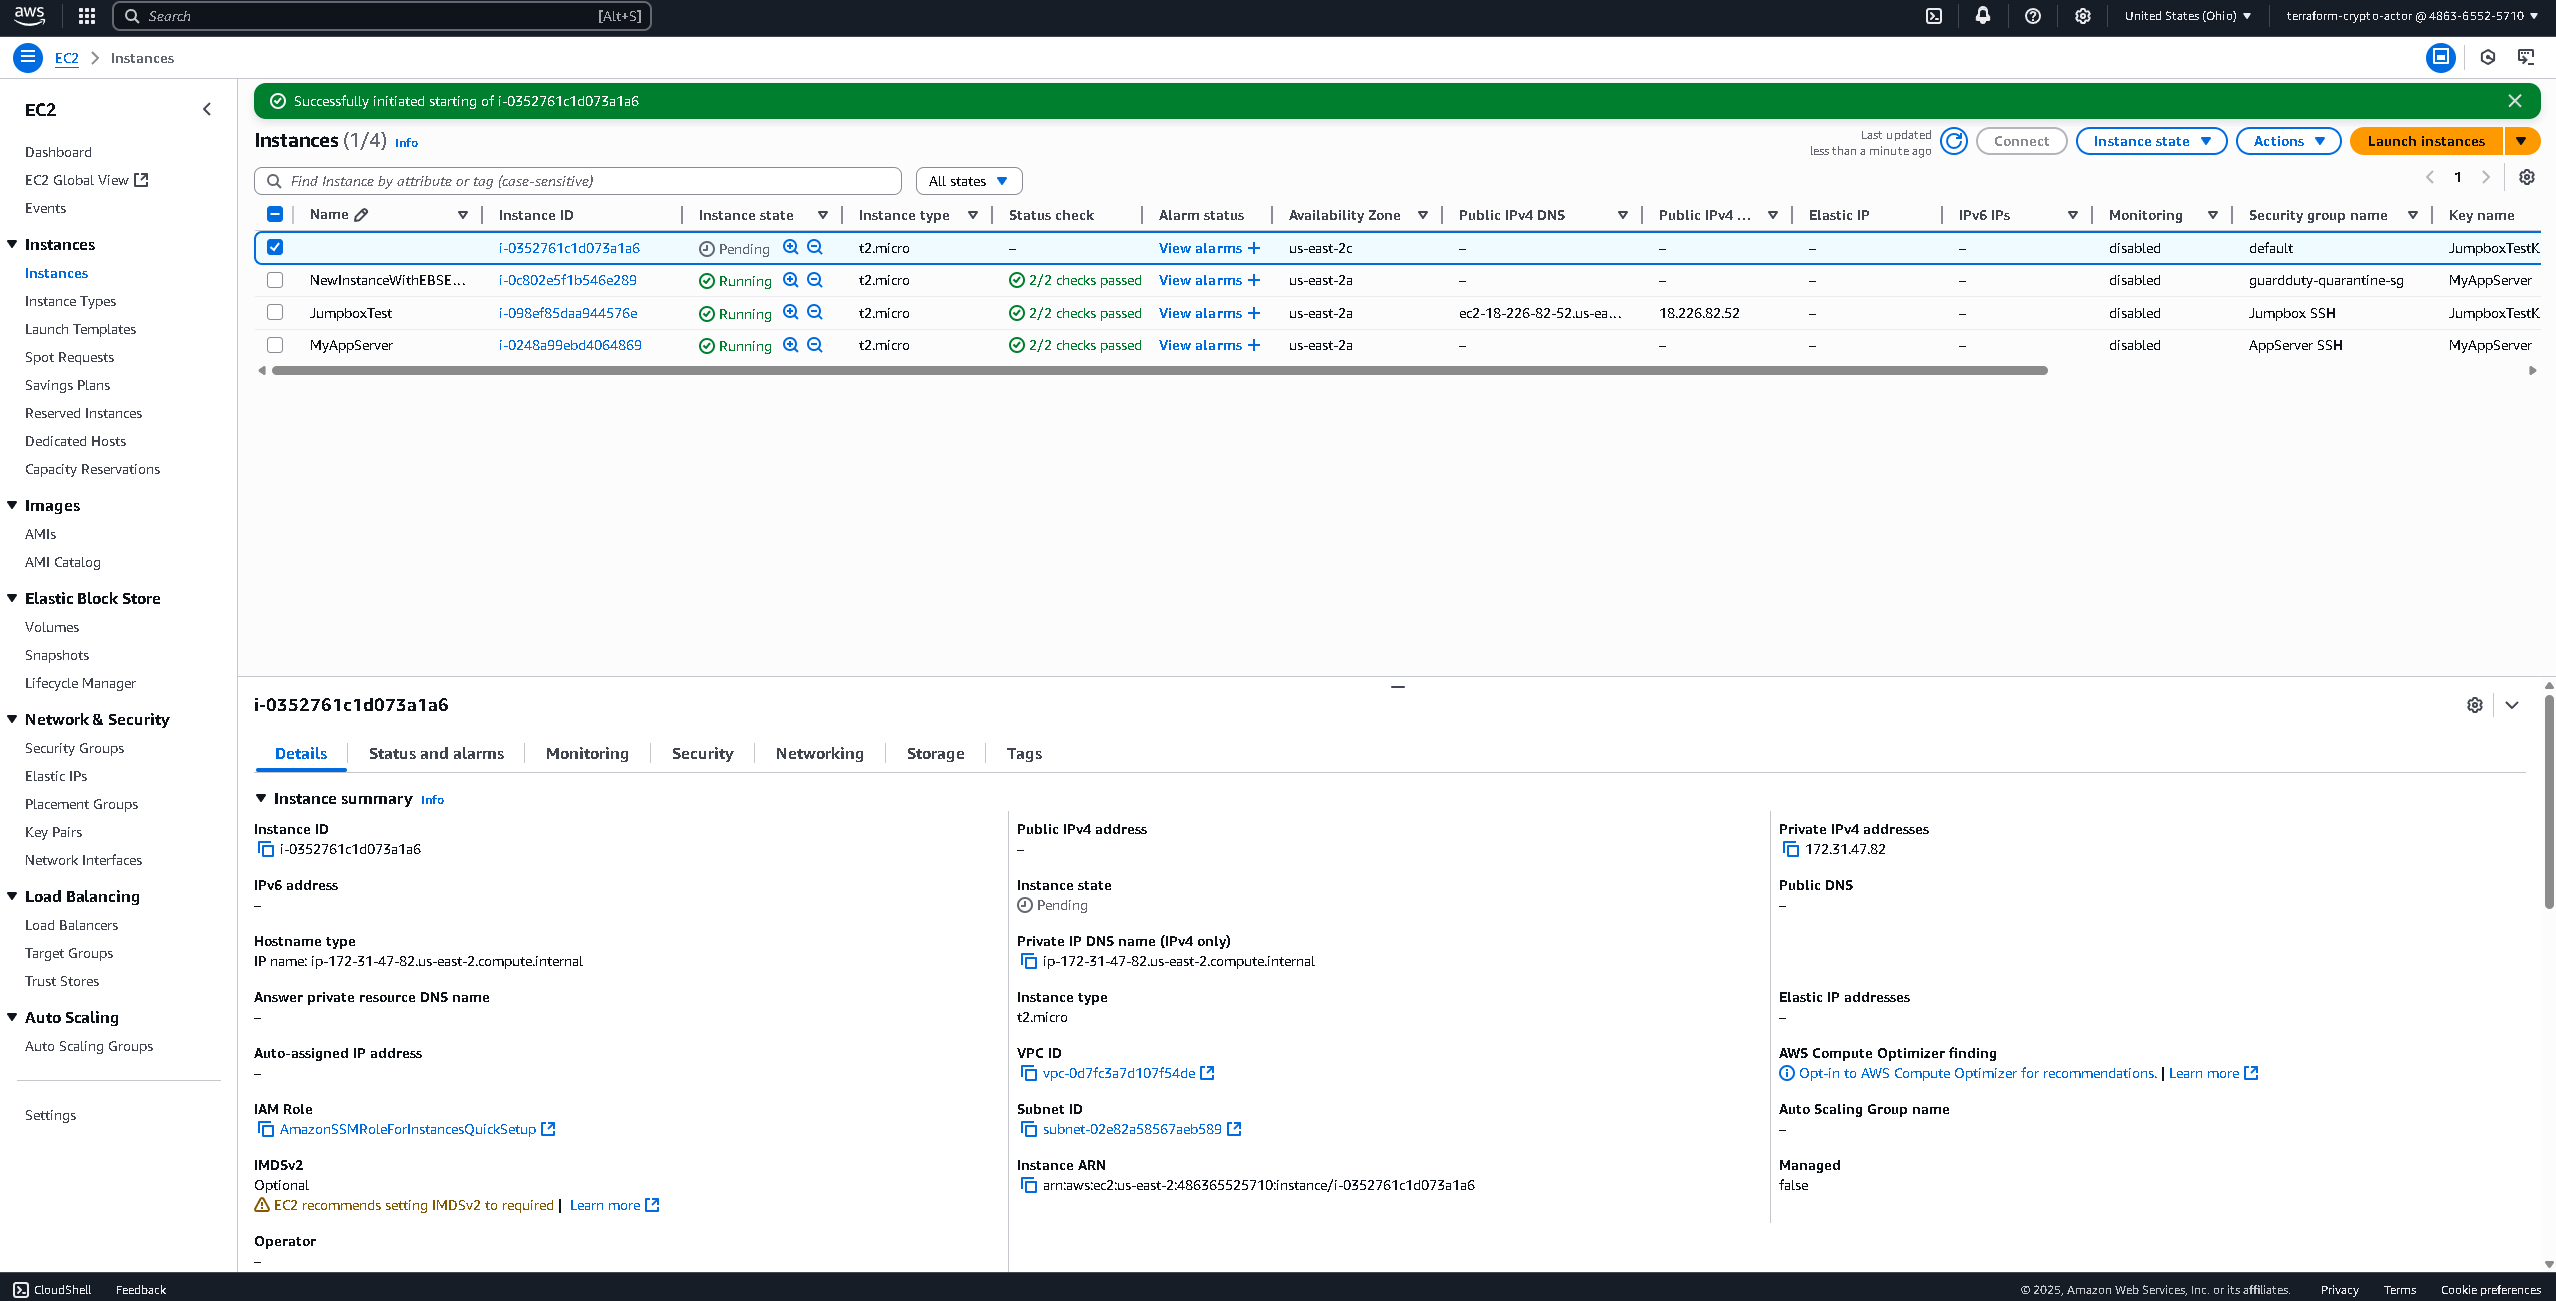 aws
Search [Alt+S]
United States (Ohio) terraform-crypto-actor @ 4863-6552-5710
EC2 Instances
EC2
Dashboard
EC2 Global View
Events
Instances
Instances
Instance Types
Launch Templates
Spot Requests
Savings Plans
Reserved Instances
Dedicated Hosts
Capacity Reservations
Images
AMIs
AMI Catalog
Elastic Block Store
Volumes
Snapshots
Lifecycle Manager
Network & Security
Security Groups
Elastic IPs
Placement Groups
Key Pairs
Network Interfaces
Load Balancing
Load Balancers
Target Groups
Trust Stores
Auto Scaling
Auto Scaling Groups
Settings
Successfully initiated starting of i-0352761c1d073a1a6
Instances (1/4) Info
Last updated
less than a minute ago
Connect Instance state Actions Launch instances
Find Instance by attribute or tag (case-sensitive) All states 1
Name Instance ID Instance state Instance type Status check Alarm status Availability Zone Public IPv4 DNS Public IPv4 ... Elastic IP IPv6 IPs Monitoring Security group name Key name
i-0352761c1d073a1a6 Pending t2.micro – View alarms + us-east-2c – – – – disabled default JumpboxTestK
NewInstanceWithEBSE... i-0c802e5f1b546e289 Running t2.micro 2/2 checks passed View alarms + us-east-2a – – – – disabled guardduty-quarantine-sg MyAppServer
JumpboxTest i-098ef85daa944576e Running t2.micro 2/2 checks passed View alarms + us-east-2a ec2-18-226-82-52.us-ea... 18.226.82.52 – – disabled Jumpbox SSH JumpboxTestK
MyAppServer i-0248a99ebd4064869 Running t2.micro 2/2 checks passed View alarms + us-east-2a – – – – disabled AppServer SSH MyAppServer
i-0352761c1d073a1a6
Details Status and alarms Monitoring Security Networking Storage Tags
Instance summary Info
Instance ID
i-0352761c1d073a1a6
Public IPv4 address
–
Private IPv4 addresses
172.31.47.82
IPv6 address
–
Instance state
Pending
Public DNS
–
Hostname type
IP name: ip-172-31-47-82.us-east-2.compute.internal
Private IP DNS name (IPv4 only)
ip-172-31-47-82.us-east-2.compute.internal
Answer private resource DNS name
–
Instance type
t2.micro
Elastic IP addresses
–
Auto-assigned IP address
–
VPC ID
vpc-0d7fc3a7d107f54de
AWS Compute Optimizer finding
Opt-in to AWS Compute Optimizer for recommendations. | Learn more
IAM Role
AmazonSSMRoleForInstancesQuickSetup
Subnet ID
subnet-02e82a58567aeb589
Auto Scaling Group name
–
IMDSv2
Optional
EC2 recommends setting IMDSv2 to required | Learn more
Instance ARN
arn:aws:ec2:us-east-2:486365525710:instance/i-0352761c1d073a1a6
Managed
false
Operator
–
CloudShell Feedback © 2025, Amazon Web Services, Inc. or its affiliates. Privacy Terms Cookie preferences